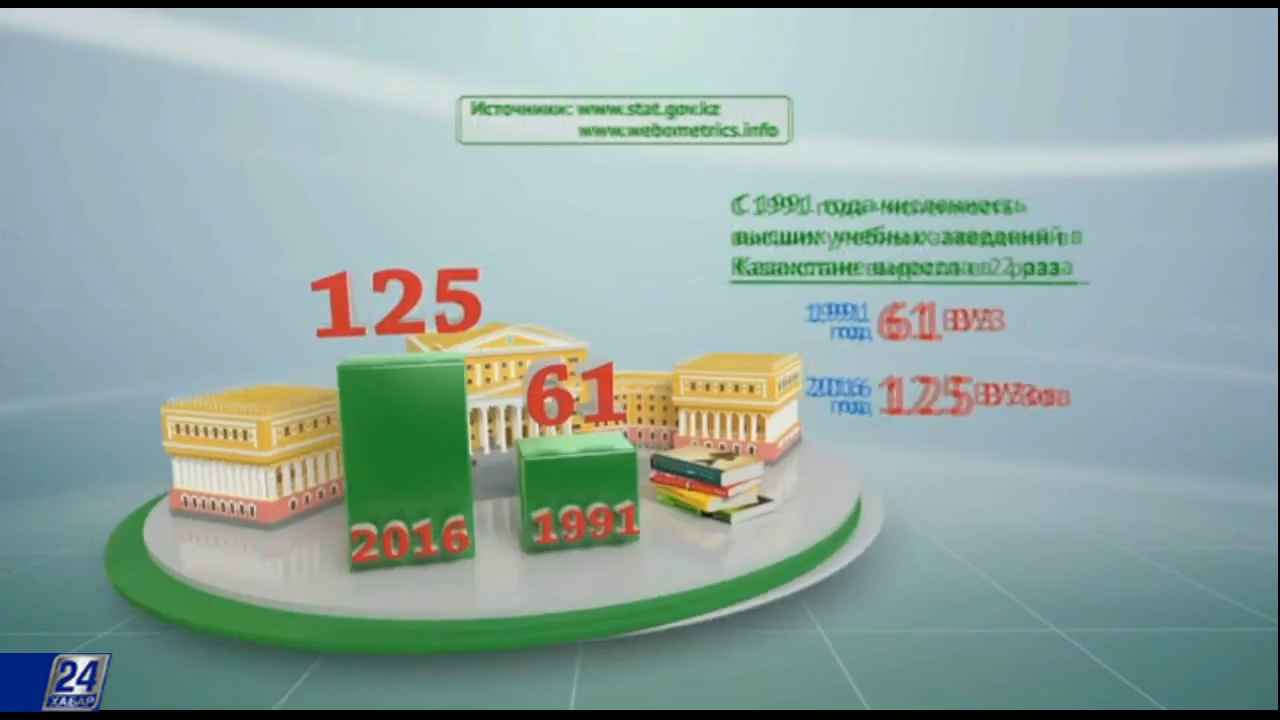 Источники: www.stat.gov.kz
www.webometrics.info
С 1991 года численность
высших учебных заведений в
Казахстане выросла в 2 раза
125
61
1991
год
61 ВУЗ
2016
год
125 ВУЗов
2016
1991
24
ХАБАР